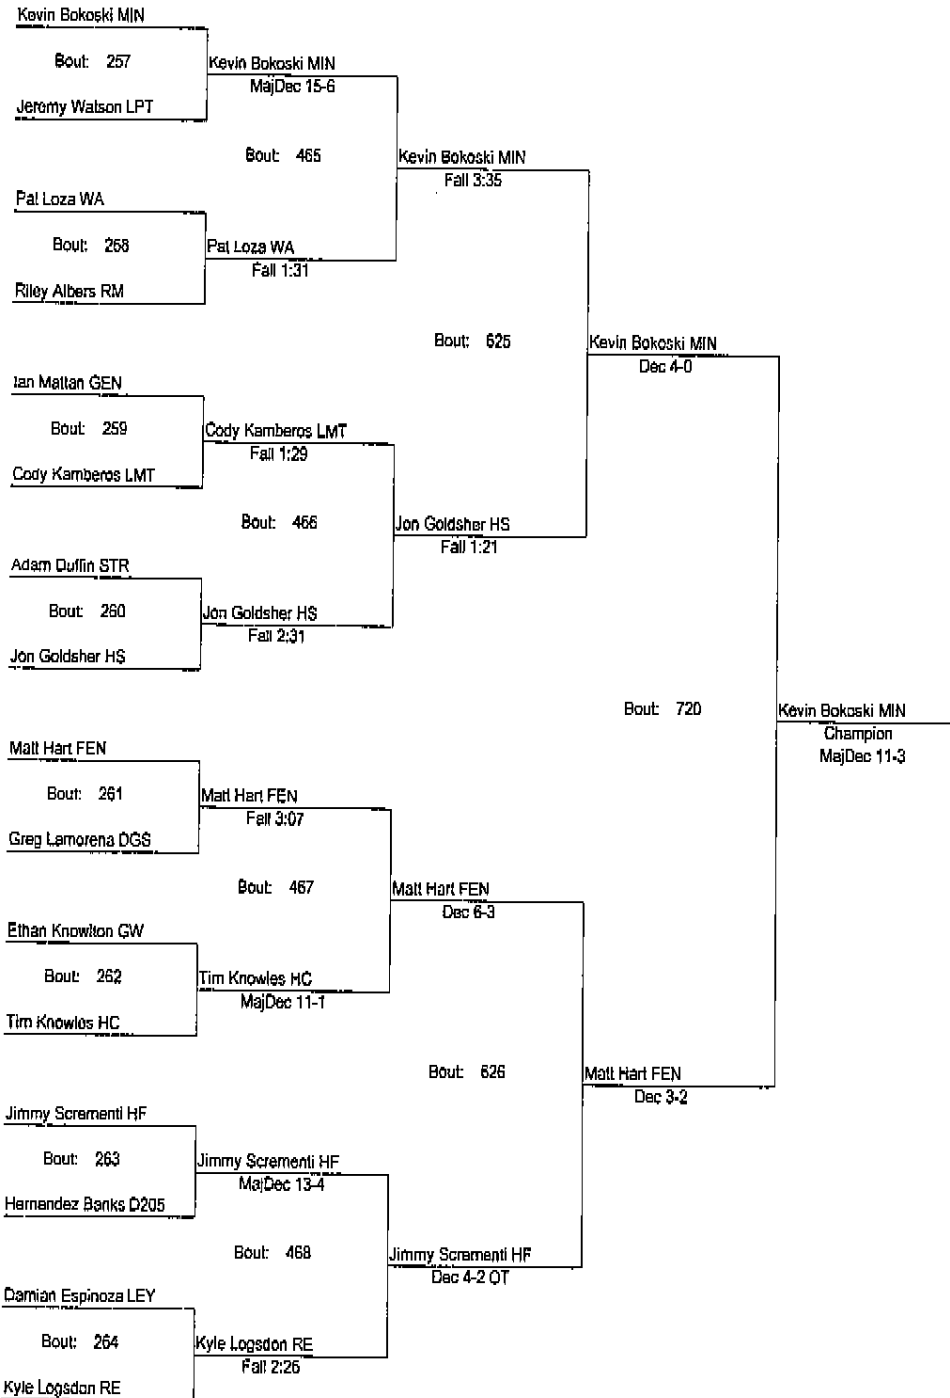 Kevin Bokoski MIN
Bout: 257
Kevin Bokoski MIN
MajDec 15-6
Jeremy Watson LPT
Bout: 465
Kevin Bokoski MIN
Fall 3:35
Pat Loza WA
Bout: 258
Pat Loza WA
Fall 1:31
Riley Albers RM
Bout: 625
Kevin Bokoski MIN
Dec 4-0
Ian Mattan GEN
Bout: 259
Cody Kamberos LMT
Fall 1:29
Cody Kamberos LMT
Bout: 466
Jon Goldsher HS
Fall 1:21
Adam Duffin STR
Bout: 260
Jon Goldsher HS
Fall 2:31
Jon Goldsher HS
Bout: 720
Kevin Bokoski MIN
Champion
MajDec 11-3
Matt Hart FEN
Bout: 261
Matt Hart FEN
Fall 3:07
Greg Lamorena DGS
Bout: 467
Matt Hart FEN
Dec 6-3
Ethan Knowlton GW
Bout: 262
Tim Knowles HC
MajDec 11-1
Tim Knowles HC
Bout: 626
Matt Hart FEN
Dec 3-2
Jimmy Scrementi HF
Bout: 263
Jimmy Scrementi HF
MajDec 13-4
Hernandez Banks D205
Bout: 468
Jimmy Scrementi HF
Dec 4-2 OT
Damian Espinoza LEY
Bout: 264
Kyle Logsdon RE
Fall 2:26
Kyle Logsdon RE